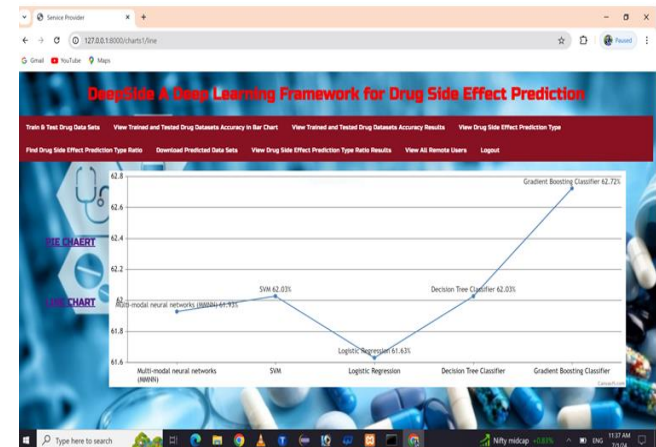 Service Provider
127.0.0.1:8000/charts1/line
Paused
Gmail YouTube Maps
DeepSide A Deep Learning Framework for Drug Side Effect Prediction
Train & Test Drug Data Sets View Trained and Tested Drug Datasets Accuracy in Bar Chart View Trained and Tested Drug Datasets Accuracy Results View Drug Side Effect Prediction Type
Find Drug Side Effect Prediction Type Ratio Download Predicted Data Sets View Drug Side Effect Prediction Type Ratio Results View All Remote Users Logout
62.8
Gradient Boosting Classifier 62.72%
62.6
PIE CHAERT
62.4
62.2
SVM 62.03% Decision Tree Classifier 62.03%
LINE CHART
62
Multi-modal neural networks (MMNN) 61.93%
61.8
Logistic Regression 61.63%
61.6
Multi-modal neural networks (MMNN) SVM Logistic Regression Decision Tree Classifier Gradient Boosting Classifier
CanvasJS.com
Type here to search
Nifty midcap +0.83%
ENG
11:37 AM
7/1/24